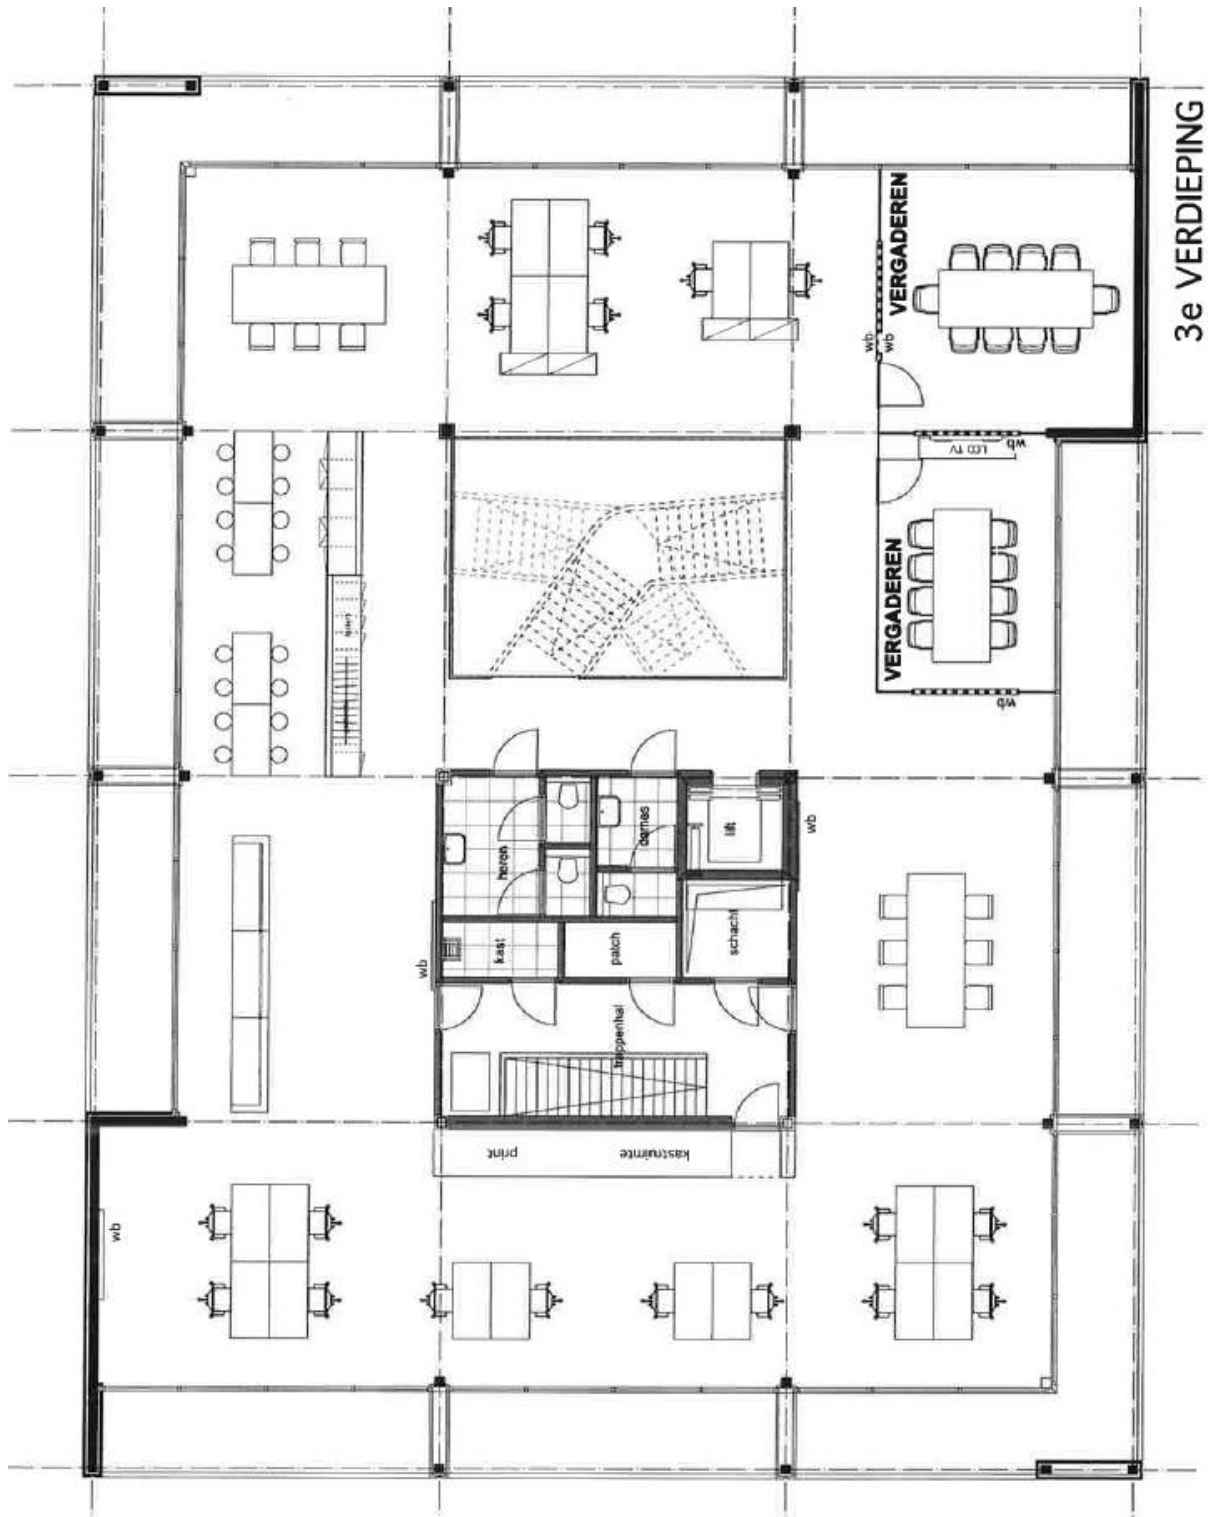 3e VERDIEPING
VERGADEREN
wb
wb
wb
LCD TV
VERGADEREN
wb
heren
dames
lift
wb
kast
patch
schacht
wb
trappenhal
print
kastruimte
wb